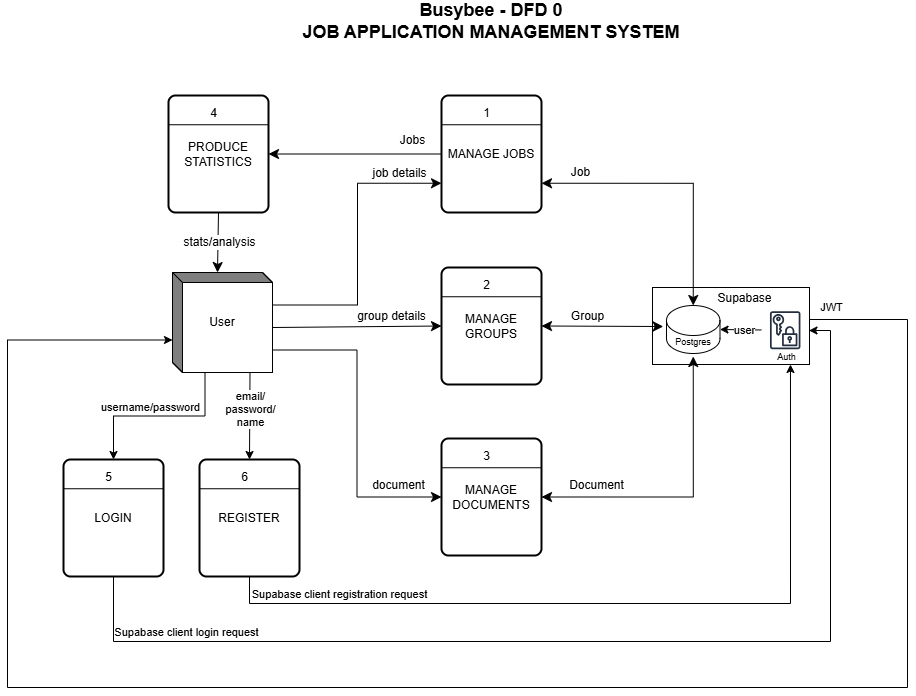 Busybee - DFD 0
JOB APPLICATION MANAGEMENT SYSTEM
4
PRODUCE
STATISTICS
Jobs
1
MANAGE JOBS
job details
Job
stats/analysis
User
group details
2
MANAGE
GROUPS
Group
Supabase
Postgres
user
Auth
JWT
username/password
email/
password/
name
document
3
MANAGE
DOCUMENTS
Document
5
LOGIN
6
REGISTER
Supabase client registration request
Supabase client login request